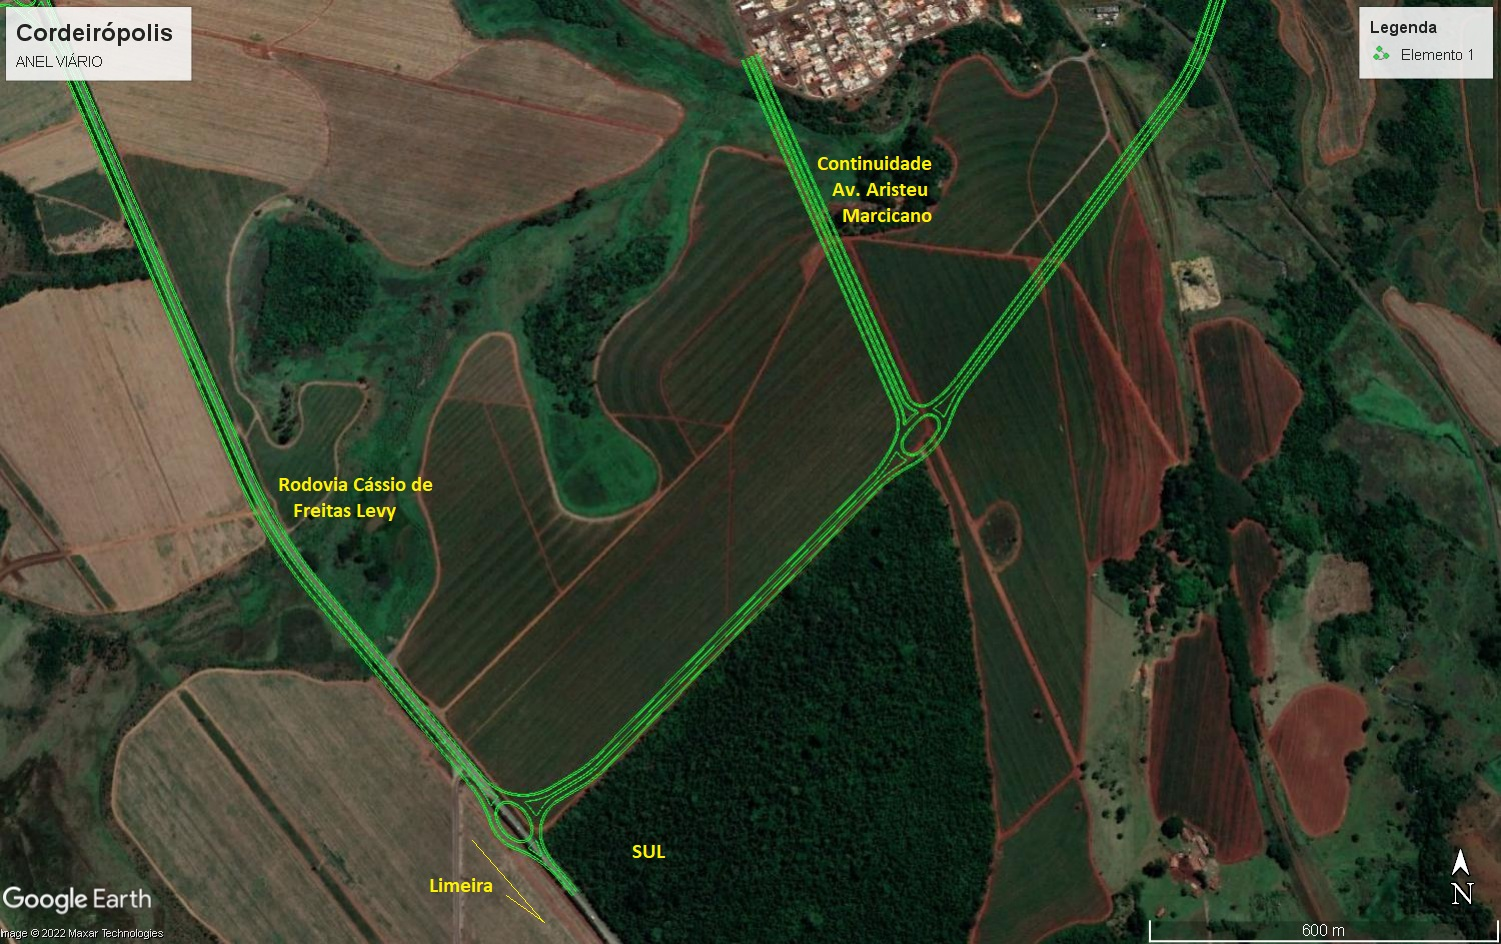 Cordeirópolis
ANEL VIÁRIO
Legenda
Elemento 1
Continuidade
Av. Aristeu
Marcicano
Rodovia Cássio de
Freitas Levy
SUL
Limeira
N
Google Earth
Image © 2022 Maxar Technologies
600 m